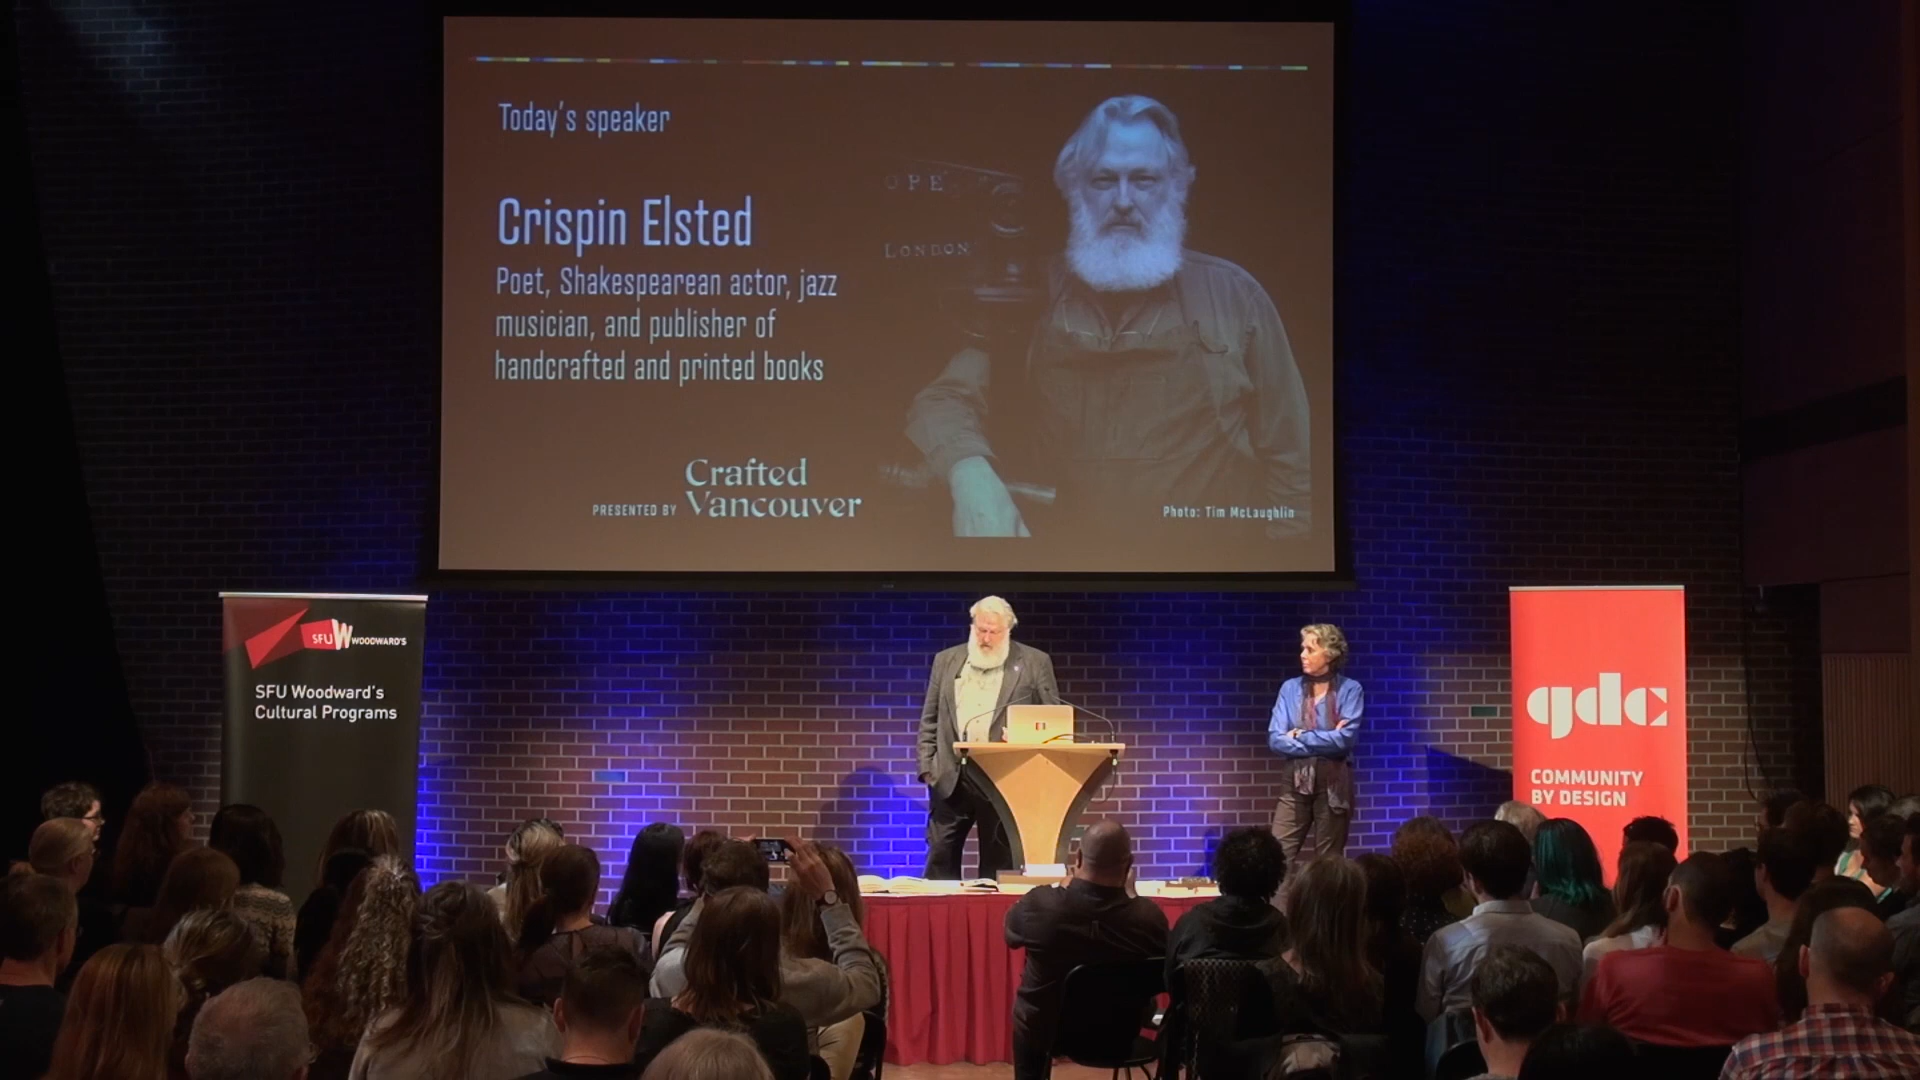 Today's speaker
Crispin Elsted
Poet, Shakespearean actor, jazz
musician, and publisher of
handcrafted and printed books
PRESENTED BY
Crafted
Vancouver
OPE
LONDON
Photo: Tim McLaughlin
SFU W WOODWARD'S
SFU Woodward's
Cultural Programs
gdc
COMMUNITY
BY DESIGN